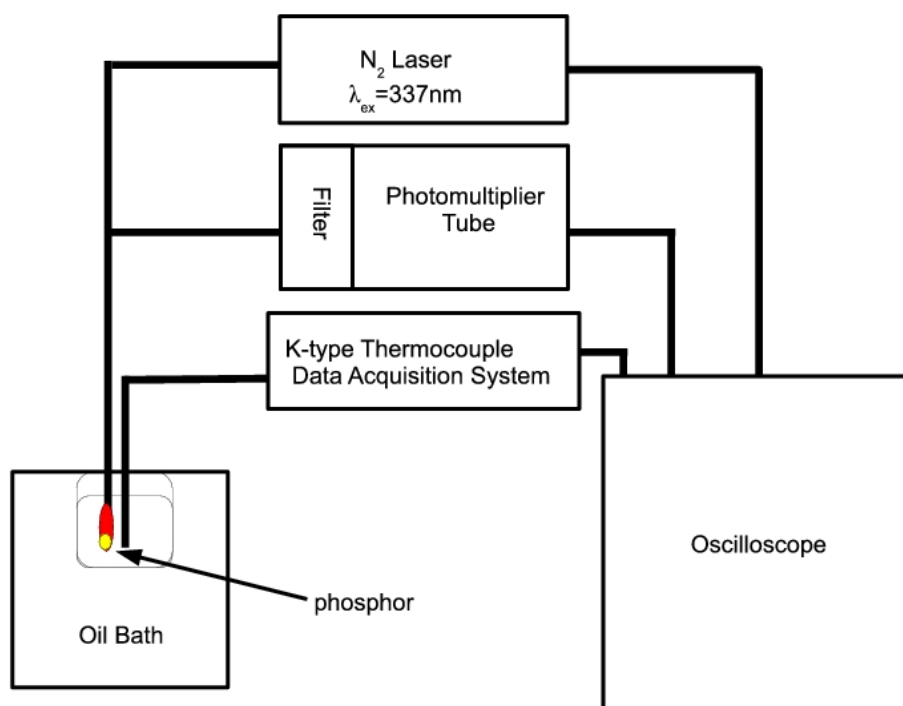 N₂ Laser
λex=337nm
Filter
Photomultiplier
Tube
K-type Thermocouple
Data Acquisition System
Oscilloscope
phosphor
Oil Bath